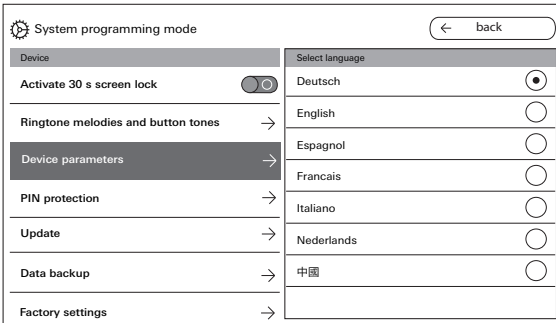 System programming mode
← back
Device
Activate 30 s screen lock
Ringtone melodies and button tones
Device parameters
PIN protection
Update
Data backup
Factory settings
Select language
Deutsch
English
Espagnol
Francais
Italiano
Nederlands
中國